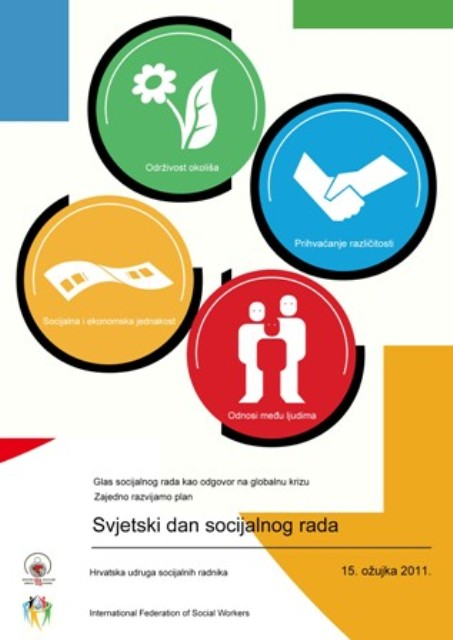 Održivost okoliša
Prihvaćanje različitosti
Socijalna i ekonomska jednakost
Odnosi među ljudima
Glas socijalnog rada kao odgovor na globalnu krizu
Zajedno razvijamo plan
Svjetski dan socijalnog rada
Hrvatska udruga socijalnih radnika
15. ožujka 2011.
International Federation of Social Workers